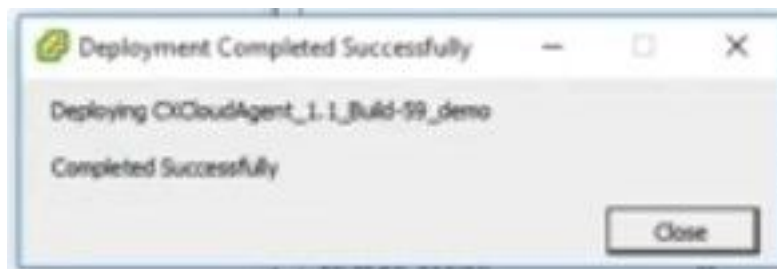 Deployment Completed Successfully
Deploying CXCloudAgent_1.1_Build-59_demo
Completed Successfully
Close